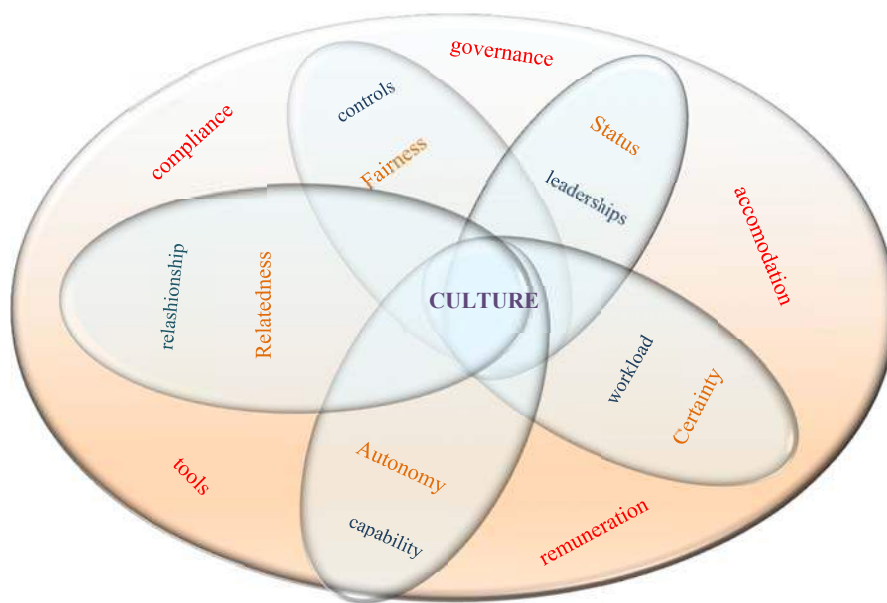 governance
controls
Status
compliance
Fairness
leaderships
accomodation
relashionship
Relatedness
CULTURE
workload
Certainty
tools
Autonomy
capability
remuneration